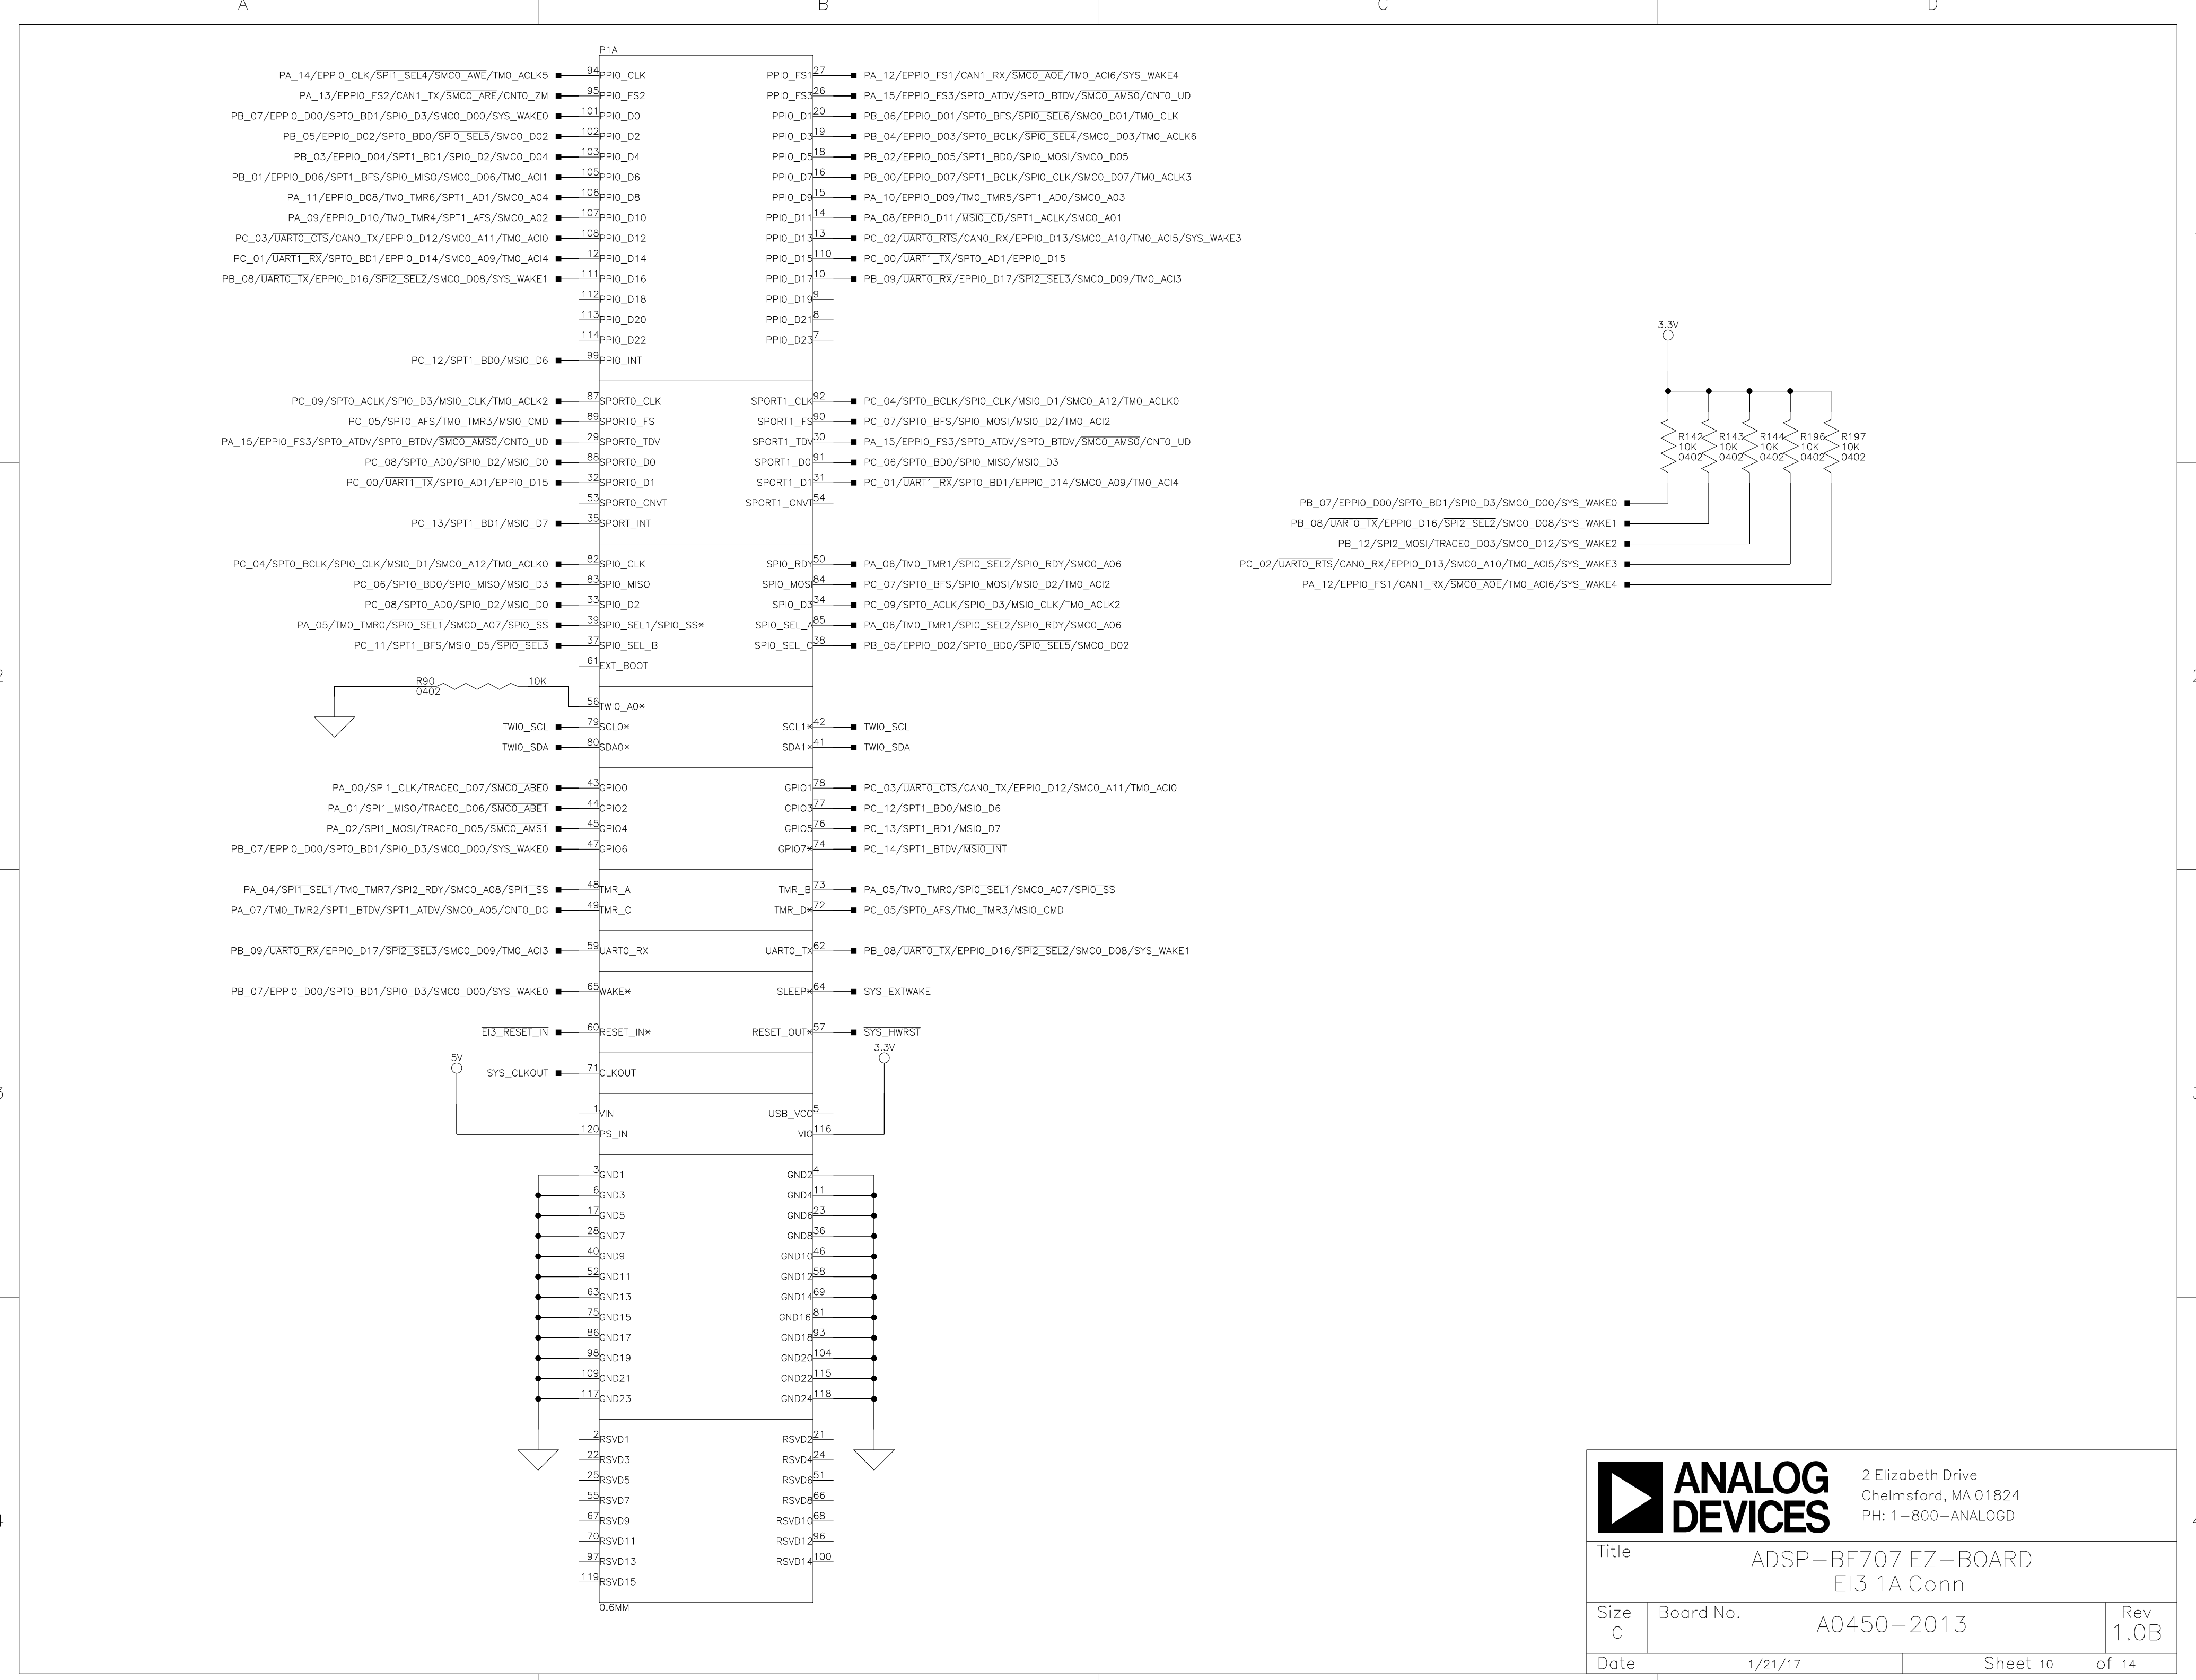 A B C D
P1A
PA_14/EPPI0_CLK/SPI1_SEL4/SMC0_AWE/TM0_ACLK5 94 PPI0_CLK PPI0_FS1 27 PA_12/EPPI0_FS1/CAN1_RX/SMC0_AOE/TM0_ACI6/SYS_WAKE4
PA_13/EPPI0_FS2/CAN1_TX/SMC0_ARE/CNT0_ZM 95 PPI0_FS2 PPI0_FS3 26 PA_15/EPPI0_FS3/SPT0_ATDV/SPT0_BTDV/SMC0_AMS0/CNT0_UD
PB_07/EPPI0_D00/SPT0_BD1/SPI0_D3/SMC0_D00/SYS_WAKE0 101 PPI0_D0 PPI0_D1 20 PB_06/EPPI0_D01/SPT0_BFS/SPI0_SEL6/SMC0_D01/TM0_CLK
PB_05/EPPI0_D02/SPT0_BD0/SPI0_SEL5/SMC0_D02 102 PPI0_D2 PPI0_D3 19 PB_04/EPPI0_D03/SPT0_BCLK/SPI0_SEL4/SMC0_D03/TM0_ACLK6
PB_03/EPPI0_D04/SPT1_BD1/SPI0_D2/SMC0_D04 103 PPI0_D4 PPI0_D5 18 PB_02/EPPI0_D05/SPT1_BD0/SPI0_MOSI/SMC0_D05
PB_01/EPPI0_D06/SPT1_BFS/SPI0_MISO/SMC0_D06/TM0_ACI1 105 PPI0_D6 PPI0_D7 16 PB_00/EPPI0_D07/SPT1_BCLK/SPI0_CLK/SMC0_D07/TM0_ACLK3
PA_11/EPPI0_D08/TM0_TMR6/SPT1_AD1/SMC0_A04 106 PPI0_D8 PPI0_D9 15 PA_10/EPPI0_D09/TM0_TMR5/SPT1_AD0/SMC0_A03
PA_09/EPPI0_D10/TM0_TMR4/SPT1_AFS/SMC0_A02 107 PPI0_D10 PPI0_D11 14 PA_08/EPPI0_D11/MSI0_CD/SPT1_ACLK/SMC0_A01
PC_03/UART0_CTS/CAN0_TX/EPPI0_D12/SMC0_A11/TM0_ACI0 108 PPI0_D12 PPI0_D13 13 PC_02/UART0_RTS/CAN0_RX/EPPI0_D13/SMC0_A10/TM0_ACI5/SYS_WAKE3
PC_01/UART1_RX/SPT0_BD1/EPPI0_D14/SMC0_A09/TM0_ACI4 12 PPI0_D14 PPI0_D15 110 PC_00/UART1_TX/SPT0_AD1/EPPI0_D15
PB_08/UART0_TX/EPPI0_D16/SPI2_SEL2/SMC0_D08/SYS_WAKE1 111 PPI0_D16 PPI0_D17 10 PB_09/UART0_RX/EPPI0_D17/SPI2_SEL3/SMC0_D09/TM0_ACI3
112 PPI0_D18 PPI0_D19 9
113 PPI0_D20 PPI0_D21 8
114 PPI0_D22 PPI0_D23 7
PC_12/SPT1_BD0/MSI0_D6 99 PPI0_INT
PC_09/SPT0_ACLK/SPI0_D3/MSI0_CLK/TM0_ACLK2 87 SPORT0_CLK SPORT1_CLK 92 PC_04/SPT0_BCLK/SPI0_CLK/MSI0_D1/SMC0_A12/TM0_ACLK0
PC_05/SPT0_AFS/TM0_TMR3/MSI0_CMD 89 SPORT0_FS SPORT1_FS 90 PC_07/SPT0_BFS/SPI0_MOSI/MSI0_D2/TM0_ACI2
PA_15/EPPI0_FS3/SPT0_ATDV/SPT0_BTDV/SMC0_AMS0/CNT0_UD 29 SPORT0_TDV SPORT1_TDV 30 PA_15/EPPI0_FS3/SPT0_ATDV/SPT0_BTDV/SMC0_AMS0/CNT0_UD
PC_08/SPT0_AD0/SPI0_D2/MSI0_D0 88 SPORT0_D0 SPORT1_D0 91 PC_06/SPT0_BD0/SPI0_MISO/MSI0_D3
PC_00/UART1_TX/SPT0_AD1/EPPI0_D15 32 SPORT0_D1 SPORT1_D1 31 PC_01/UART1_RX/SPT0_BD1/EPPI0_D14/SMC0_A09/TM0_ACI4
53 SPORT0_CNVT SPORT1_CNVT 54
PC_13/SPT1_BD1/MSI0_D7 35 SPORT_INT
PC_04/SPT0_BCLK/SPI0_CLK/MSI0_D1/SMC0_A12/TM0_ACLK0 82 SPI0_CLK SPI0_RDY 50 PA_06/TM0_TMR1/SPI0_SEL2/SPI0_RDY/SMC0_A06
PC_06/SPT0_BD0/SPI0_MISO/MSI0_D3 83 SPI0_MISO SPI0_MOSI 84 PC_07/SPT0_BFS/SPI0_MOSI/MSI0_D2/TM0_ACI2
PC_08/SPT0_AD0/SPI0_D2/MSI0_D0 33 SPI0_D2 SPI0_D3 34 PC_09/SPT0_ACLK/SPI0_D3/MSI0_CLK/TM0_ACLK2
PA_05/TM0_TMR0/SPI0_SEL1/SMC0_A07/SPI0_SS 39 SPI0_SEL1/SPI0_SS* SPI0_SEL_A 85 PA_06/TM0_TMR1/SPI0_SEL2/SPI0_RDY/SMC0_A06
PC_11/SPT1_BFS/MSI0_D5/SPI0_SEL3 37 SPI0_SEL_B SPI0_SEL_C 38 PB_05/EPPI0_D02/SPT0_BD0/SPI0_SEL5/SMC0_D02
61 EXT_BOOT
R90 10K
0402
56 TWI0_A0*
TWI0_SCL 79 SCL0* SCL1* 42 TWI0_SCL
TWI0_SDA 80 SDA0* SDA1* 41 TWI0_SDA
PA_00/SPI1_CLK/TRACE0_D07/SMC0_ABE0 43 GPIO0 GPIO1 78 PC_03/UART0_CTS/CAN0_TX/EPPI0_D12/SMC0_A11/TM0_ACI0
PA_01/SPI1_MISO/TRACE0_D06/SMC0_ABE1 44 GPIO2 GPIO3 77 PC_12/SPT1_BD0/MSI0_D6
PA_02/SPI1_MOSI/TRACE0_D05/SMC0_AMS1 45 GPIO4 GPIO5 76 PC_13/SPT1_BD1/MSI0_D7
PB_07/EPPI0_D00/SPT0_BD1/SPI0_D3/SMC0_D00/SYS_WAKE0 47 GPIO6 GPIO7* 74 PC_14/SPT1_BTDV/MSI0_INT
PA_04/SPI1_SEL1/TM0_TMR7/SPI2_RDY/SMC0_A08/SPI1_SS 48 TMR_A TMR_B 73 PA_05/TM0_TMR0/SPI0_SEL1/SMC0_A07/SPI0_SS
PA_07/TM0_TMR2/SPT1_BTDV/SPT1_ATDV/SMC0_A05/CNT0_DG 49 TMR_C TMR_D* 72 PC_05/SPT0_AFS/TM0_TMR3/MSI0_CMD
PB_09/UART0_RX/EPPI0_D17/SPI2_SEL3/SMC0_D09/TM0_ACI3 59 UART0_RX UART0_TX 62 PB_08/UART0_TX/EPPI0_D16/SPI2_SEL2/SMC0_D08/SYS_WAKE1
PB_07/EPPI0_D00/SPT0_BD1/SPI0_D3/SMC0_D00/SYS_WAKE0 65 WAKE* SLEEP* 64 SYS_EXTWAKE
EI3_RESET_IN 60 RESET_IN* RESET_OUT* 57 SYS_HWRST
5V 3.3V
SYS_CLKOUT 71 CLKOUT
1 VIN USB_VCC 5
120 PS_IN VIO 116
3 GND1 GND2 4
6 GND3 GND4 11
17 GND5 GND6 23
28 GND7 GND8 36
40 GND9 GND10 46
52 GND11 GND12 58
63 GND13 GND14 69
75 GND15 GND16 81
86 GND17 GND18 93
98 GND19 GND20 104
109 GND21 GND22 115
117 GND23 GND24 118
2 RSVD1 RSVD2 21
22 RSVD3 RSVD4 24
25 RSVD5 RSVD6 51
55 RSVD7 RSVD8 66
67 RSVD9 RSVD10 68
70 RSVD11 RSVD12 96
97 RSVD13 RSVD14 100
119 RSVD15
0.6MM
3.3V
R142 R143 R144 R196 R197
10K 10K 10K 10K 10K
0402 0402 0402 0402 0402
PB_07/EPPI0_D00/SPT0_BD1/SPI0_D3/SMC0_D00/SYS_WAKE0
PB_08/UART0_TX/EPPI0_D16/SPI2_SEL2/SMC0_D08/SYS_WAKE1
PB_12/SPI2_MOSI/TRACE0_D03/SMC0_D12/SYS_WAKE2
PC_02/UART0_RTS/CAN0_RX/EPPI0_D13/SMC0_A10/TM0_ACI5/SYS_WAKE3
PA_12/EPPI0_FS1/CAN1_RX/SMC0_AOE/TM0_ACI6/SYS_WAKE4
2 2
3 3
4 4
ANALOG
DEVICES
2 Elizabeth Drive
Chelmsford, MA 01824
PH: 1-800-ANALOGD
Title
ADSP-BF707 EZ-BOARD
EI3 1A Conn
Size
C
Board No.
A0450-2013
Rev
1.0B
Date 1/21/17 Sheet 10 of 14